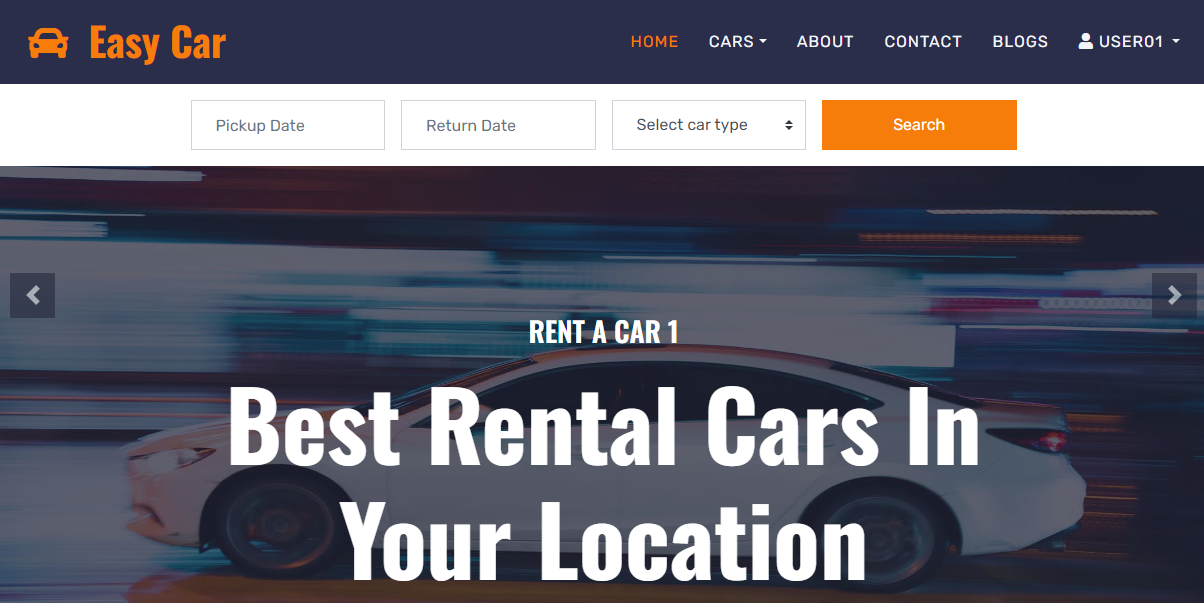 Easy Car
HOME CARS ABOUT CONTACT BLOGS USER01
Pickup Date Return Date Select car type Search
RENT A CAR 1
Best Rental Cars In
Your Location